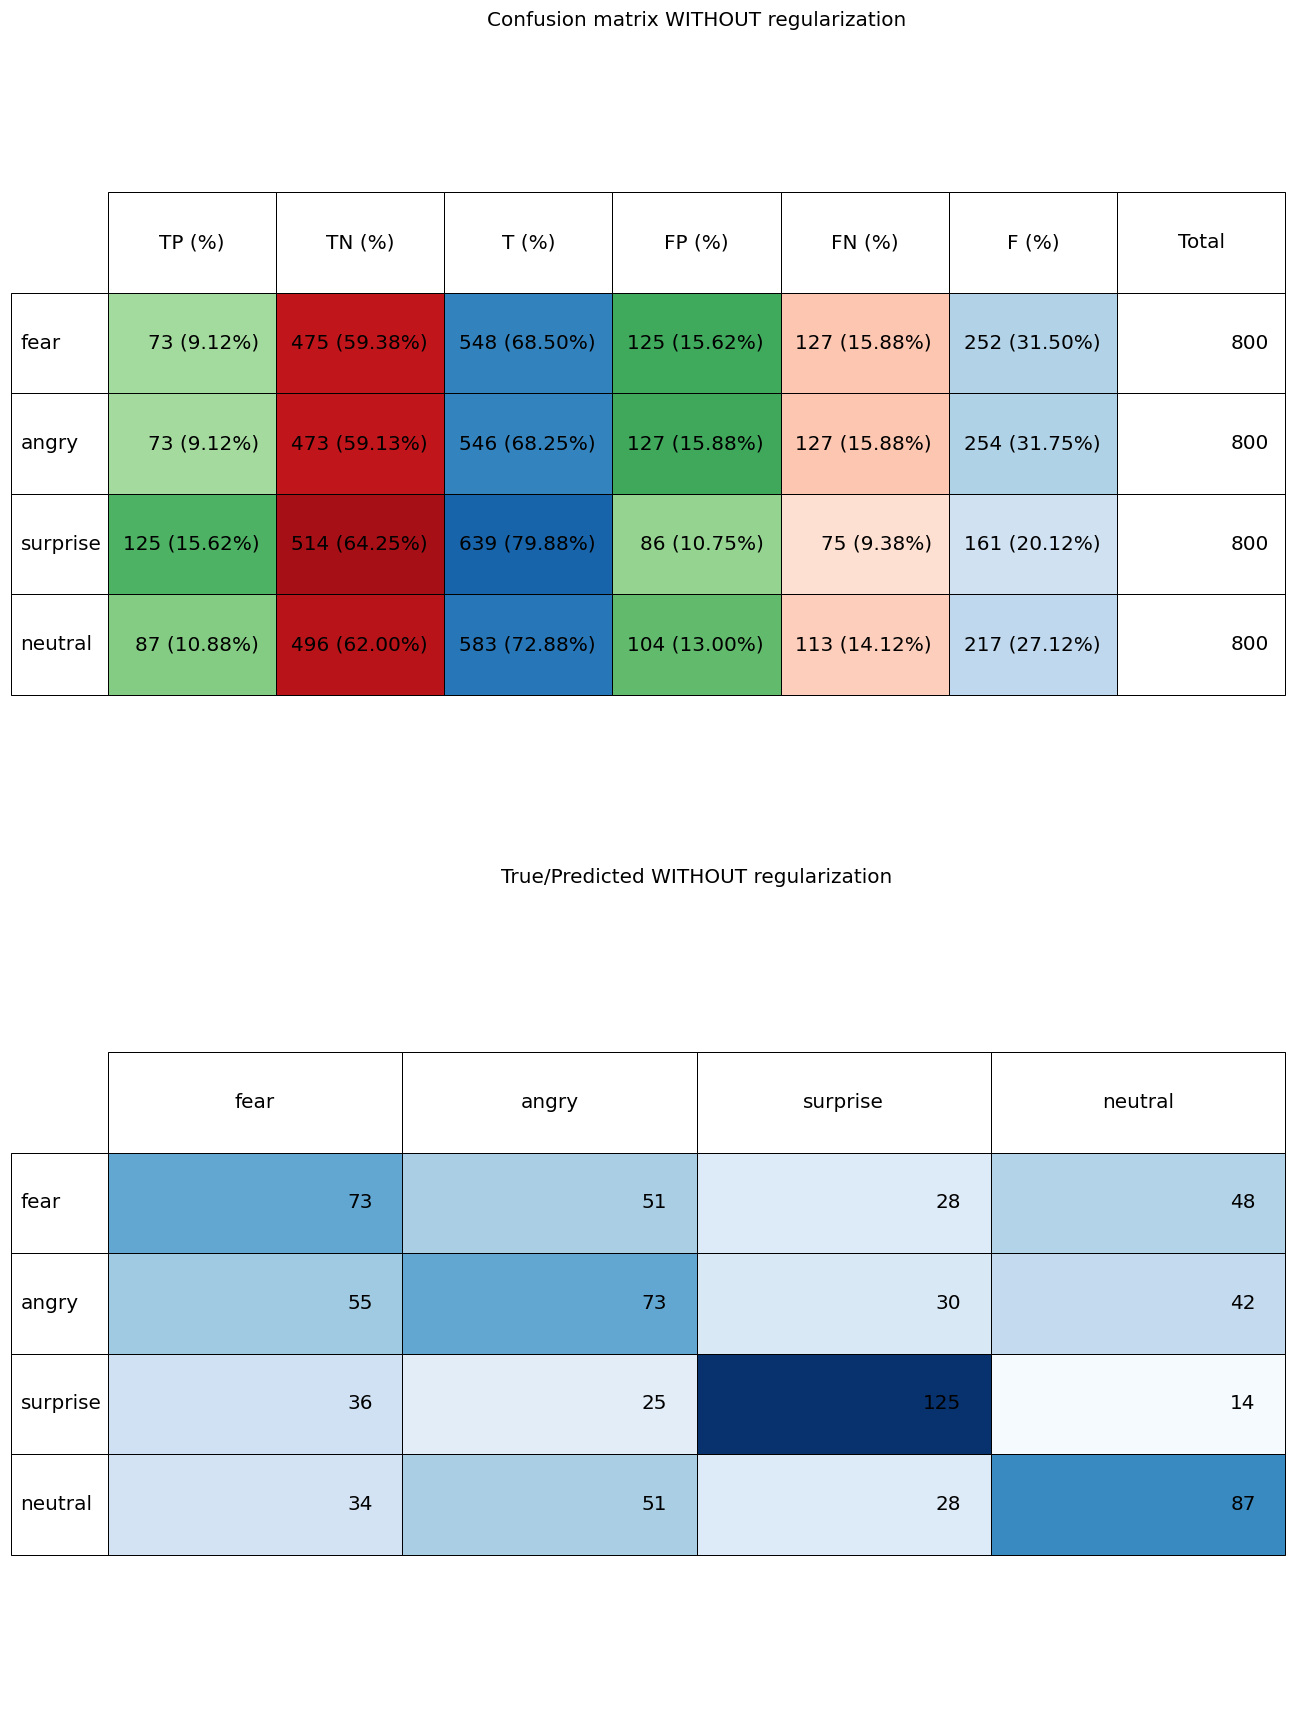 Confusion matrix WITHOUT regularization
TP (%) TN (%) T (%) FP (%) FN (%) F (%) Total
fear 73 (9.12%) 475 (59.38%) 548 (68.50%) 125 (15.62%) 127 (15.88%) 252 (31.50%) 800
angry 73 (9.12%) 473 (59.13%) 546 (68.25%) 127 (15.88%) 127 (15.88%) 254 (31.75%) 800
surprise 125 (15.62%) 514 (64.25%) 639 (79.88%) 86 (10.75%) 75 (9.38%) 161 (20.12%) 800
neutral 87 (10.88%) 496 (62.00%) 583 (72.88%) 104 (13.00%) 113 (14.12%) 217 (27.12%) 800
True/Predicted WITHOUT regularization
fear angry surprise neutral
fear 73 51 28 48
angry 55 73 30 42
surprise 36 25 125 14
neutral 34 51 28 87